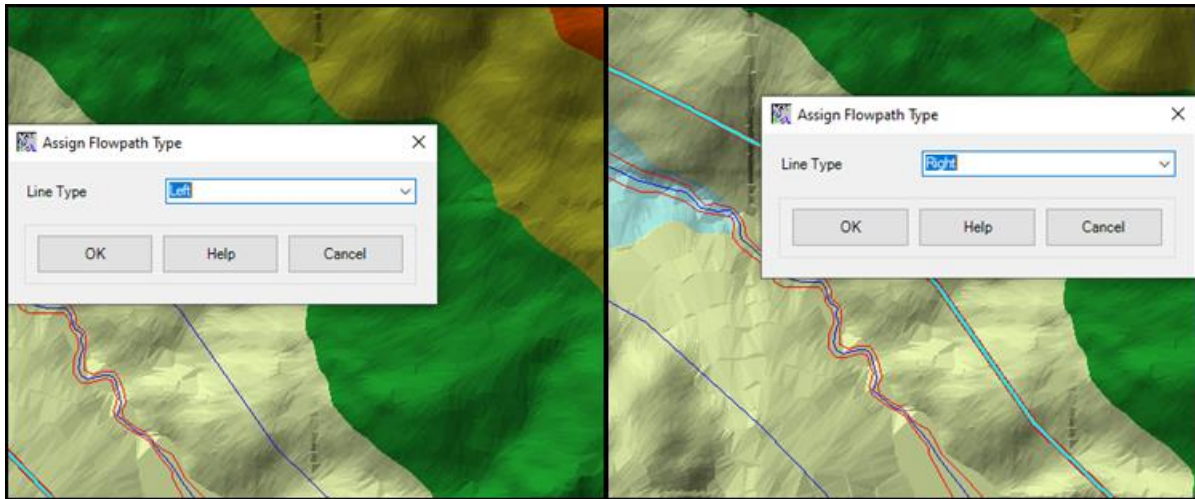 Assign Flowpath Type
Line Type Left
OK Help Cancel
Assign Flowpath Type
Line Type Right
OK Help Cancel